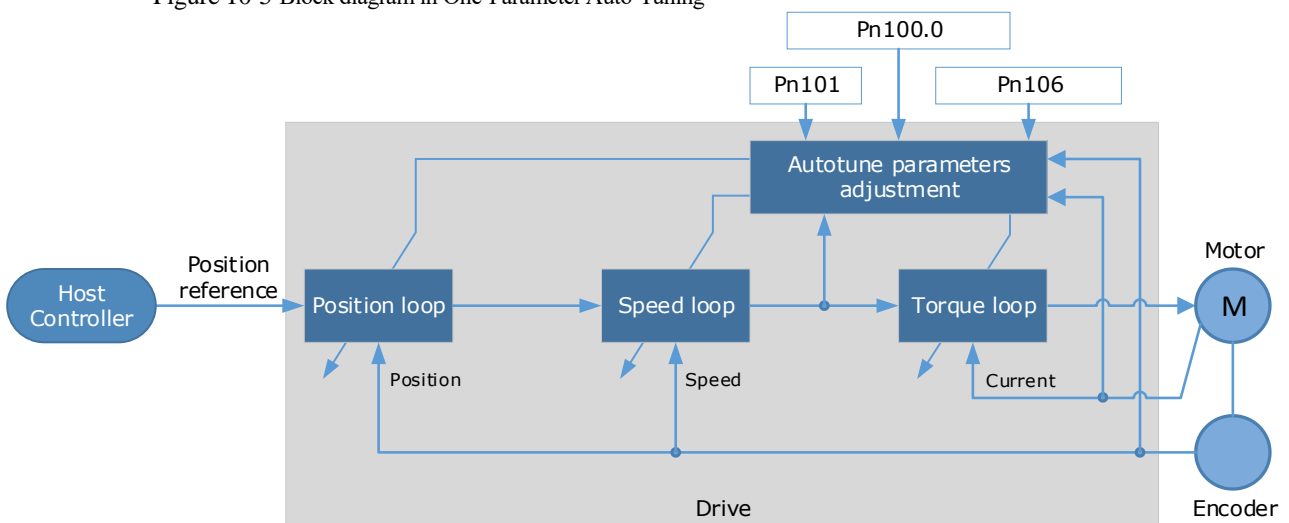 Figure 10-3 Block diagram in One Parameter Auto-Tuning
Pn100.0
Pn101
Pn106
Autotune parameters
adjustment
Motor
Position
reference
Host
Controller
Position loop
Speed loop
Torque loop
M
Position
Speed
Current
Drive
Encoder